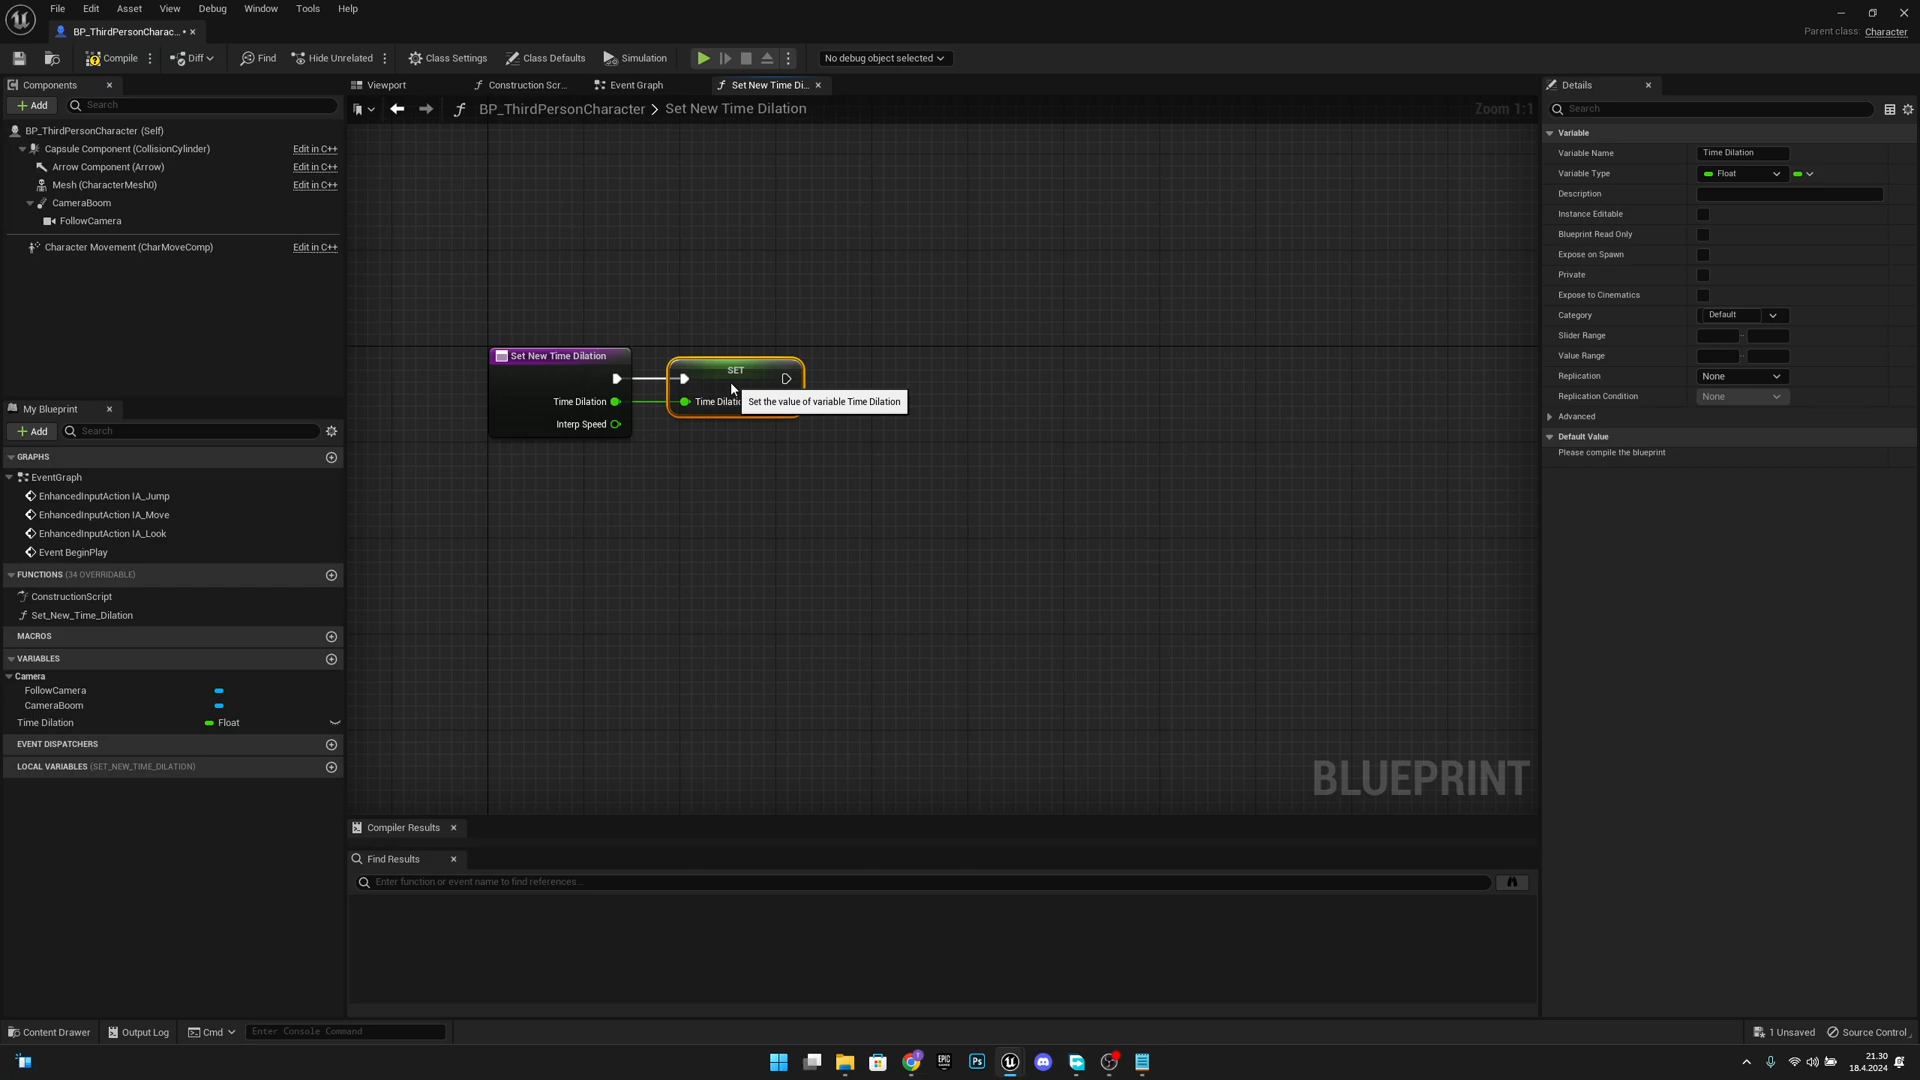 File Edit Asset View Debug Window Tools Help
BP_ThirdPersonCharac... •
Parent class: Character
Compile Diff Find Hide Unrelated Class Settings Class Defaults Simulation No debug object selected
Components
Add Search
BP_ThirdPersonCharacter (Self)
Capsule Component (CollisionCylinder) Edit in C++
Arrow Component (Arrow) Edit in C++
Mesh (CharacterMesh0) Edit in C++
CameraBoom
FollowCamera
Character Movement (CharMoveComp) Edit in C++
My Blueprint
Add Search
GRAPHS
EventGraph
EnhancedInputAction IA_Jump
EnhancedInputAction IA_Move
EnhancedInputAction IA_Look
Event BeginPlay
FUNCTIONS (34 OVERRIDABLE)
ConstructionScript
Set_New_Time_Dilation
MACROS
VARIABLES
Camera
FollowCamera
CameraBoom
Time Dilation Float
EVENT DISPATCHERS
LOCAL VARIABLES (SET_NEW_TIME_DILATION)
Viewport Construction Scr... Event Graph Set New Time Di...
BP_ThirdPersonCharacter > Set New Time Dilation Zoom 1:1
Set New Time Dilation
Time Dilation
Interp Speed
SET
Time Dilatio
Set the value of variable Time Dilation
BLUEPRINT
Compiler Results
Find Results
Enter function or event name to find references...
Details
Search
Variable
Variable Name Time Dilation
Variable Type Float
Description
Instance Editable
Blueprint Read Only
Expose on Spawn
Private
Expose to Cinematics
Category Default
Slider Range
Value Range
Replication None
Replication Condition None
Advanced
Default Value
Please compile the blueprint
Content Drawer Output Log Cmd Enter Console Command 1 Unsaved Source Control
EPIC
Ps
21.30
18.4.2024